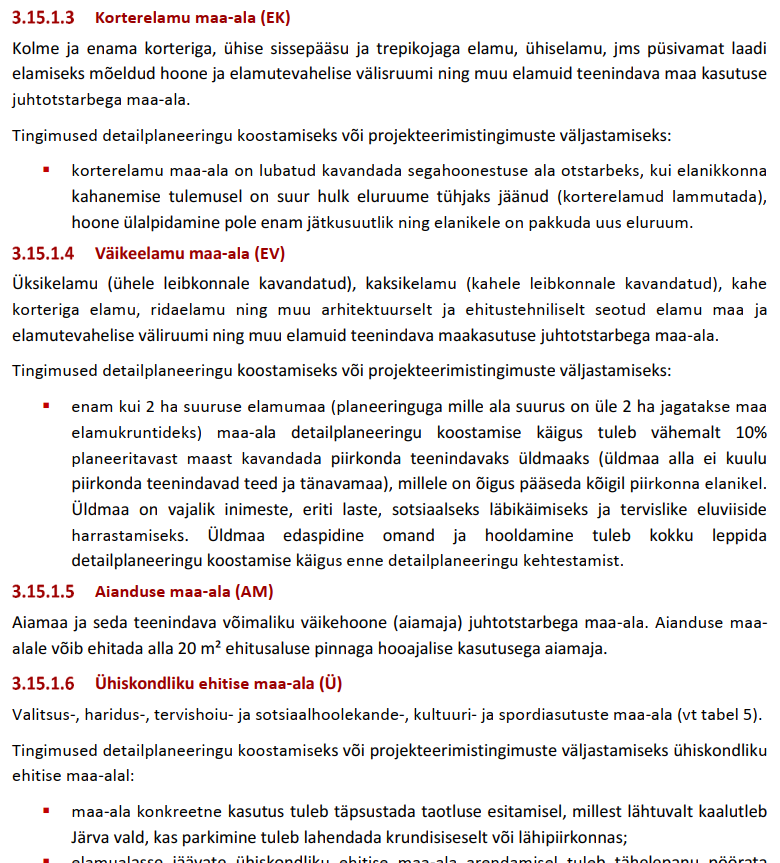 3.15.1.3 Korterelamu maa-ala (EK)
Kolme ja enama korteriga, ühise sissepääsu ja trepikojaga elamu, ühiselamu, jms püsivamat laadi
elamiseks mõeldud hoone ja elamutevahelise välisruumi ning muu elamuid teenindava maa kasutuse
juhtotstarbega maa-ala.
Tingimused detailplaneeringu koostamiseks või projekteerimistingimuste väljastamiseks:
▪ korterelamu maa-ala on lubatud kavandada segahoonestuse ala otstarbeks, kui elanikkonna
kahanemise tulemusel on suur hulk eluruume tühjaks jäänud (korterelamud lammutada),
hoone ülalpidamine pole enam jätkusuutlik ning elanikele on pakkuda uus eluruum.
3.15.1.4 Väikeelamu maa-ala (EV)
Üksikelamu (ühele leibkonnale kavandatud), kaksikelamu (kahele leibkonnale kavandatud), kahe
korteriga elamu, ridaelamu ning muu arhitektuurselt ja ehitustehniliselt seotud elamu maa ja
elamutevahelise väliruumi ning muu elamuid teenindava maakasutuse juhtotstarbega maa-ala.
Tingimused detailplaneeringu koostamiseks või projekteerimistingimuste väljastamiseks:
▪ enam kui 2 ha suuruse elamumaa (planeeringuga mille ala suurus on üle 2 ha jagatakse maa
elamukruntideks) maa-ala detailplaneeringu koostamise käigus tuleb vähemalt 10%
planeeritavast maast kavandada piirkonda teenindavaks üldmaaks (üldmaa alla ei kuulu
piirkonda teenindavad teed ja tänavamaa), millele on õigus pääseda kõigil piirkonna elanikel.
Üldmaa on vajalik inimeste, eriti laste, sotsiaalseks läbikäimiseks ja tervislike eluviiside
harrastamiseks. Üldmaa edaspidine omand ja hooldamine tuleb kokku leppida
detailplaneeringu koostamise käigus enne detailplaneeringu kehtestamist.
3.15.1.5 Aianduse maa-ala (AM)
Aiamaa ja seda teenindava võimaliku väikehoone (aiamaja) juhtotstarbega maa-ala. Aianduse maa-
alale võib ehitada alla 20 m² ehitusaluse pinnaga hooajalise kasutusega aiamaja.
3.15.1.6 Ühiskondliku ehitise maa-ala (Ü)
Valitsus-, haridus-, tervishoiu- ja sotsiaalhoolekande-, kultuuri- ja spordiasutuste maa-ala (vt tabel 5).
Tingimused detailplaneeringu koostamiseks või projekteerimistingimuste väljastamiseks ühiskondliku
ehitise maa-alal:
▪ maa-ala konkreetne kasutus tuleb täpsustada taotluse esitamisel, millest lähtuvalt kaalutleb
Järva vald, kas parkimine tuleb lahendada krundisiseselt või lähipiirkonnas;
▪ elamualasse jäävate ühiskondliku ehitise maa-ala arendamisel tuleb tähelepanu pöörata